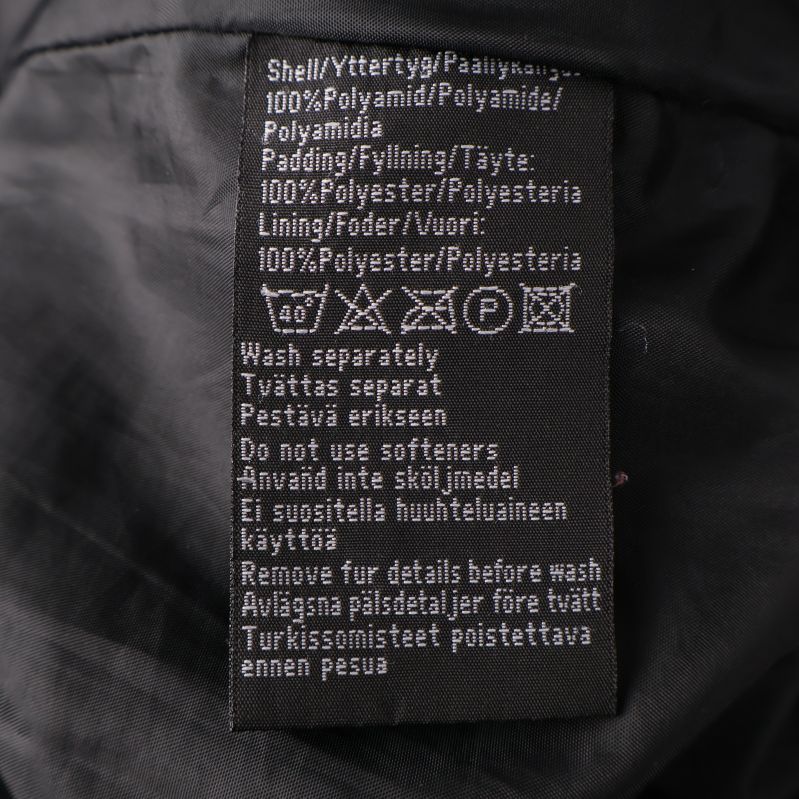 Shell/Yttertyg/Päällykangas:
100%Polyamid/Polyamide/
Polyamidia
Padding/Fyllning/Täyte:
100%Polyester/Polyesteria
Lining/Foder/Vuori:
100%Polyester/Polyesteria
40° P
Wash separately
Tvättas separat
Pestävä erikseen
Do not use softeners
Använd inte sköljmedel
Ei suositella huuhteluaineen
käyttöä
Remove fur details before wash
Avlägsna pälsdetaljer före tvätt
Turkissomisteet poistettava
ennen pesua